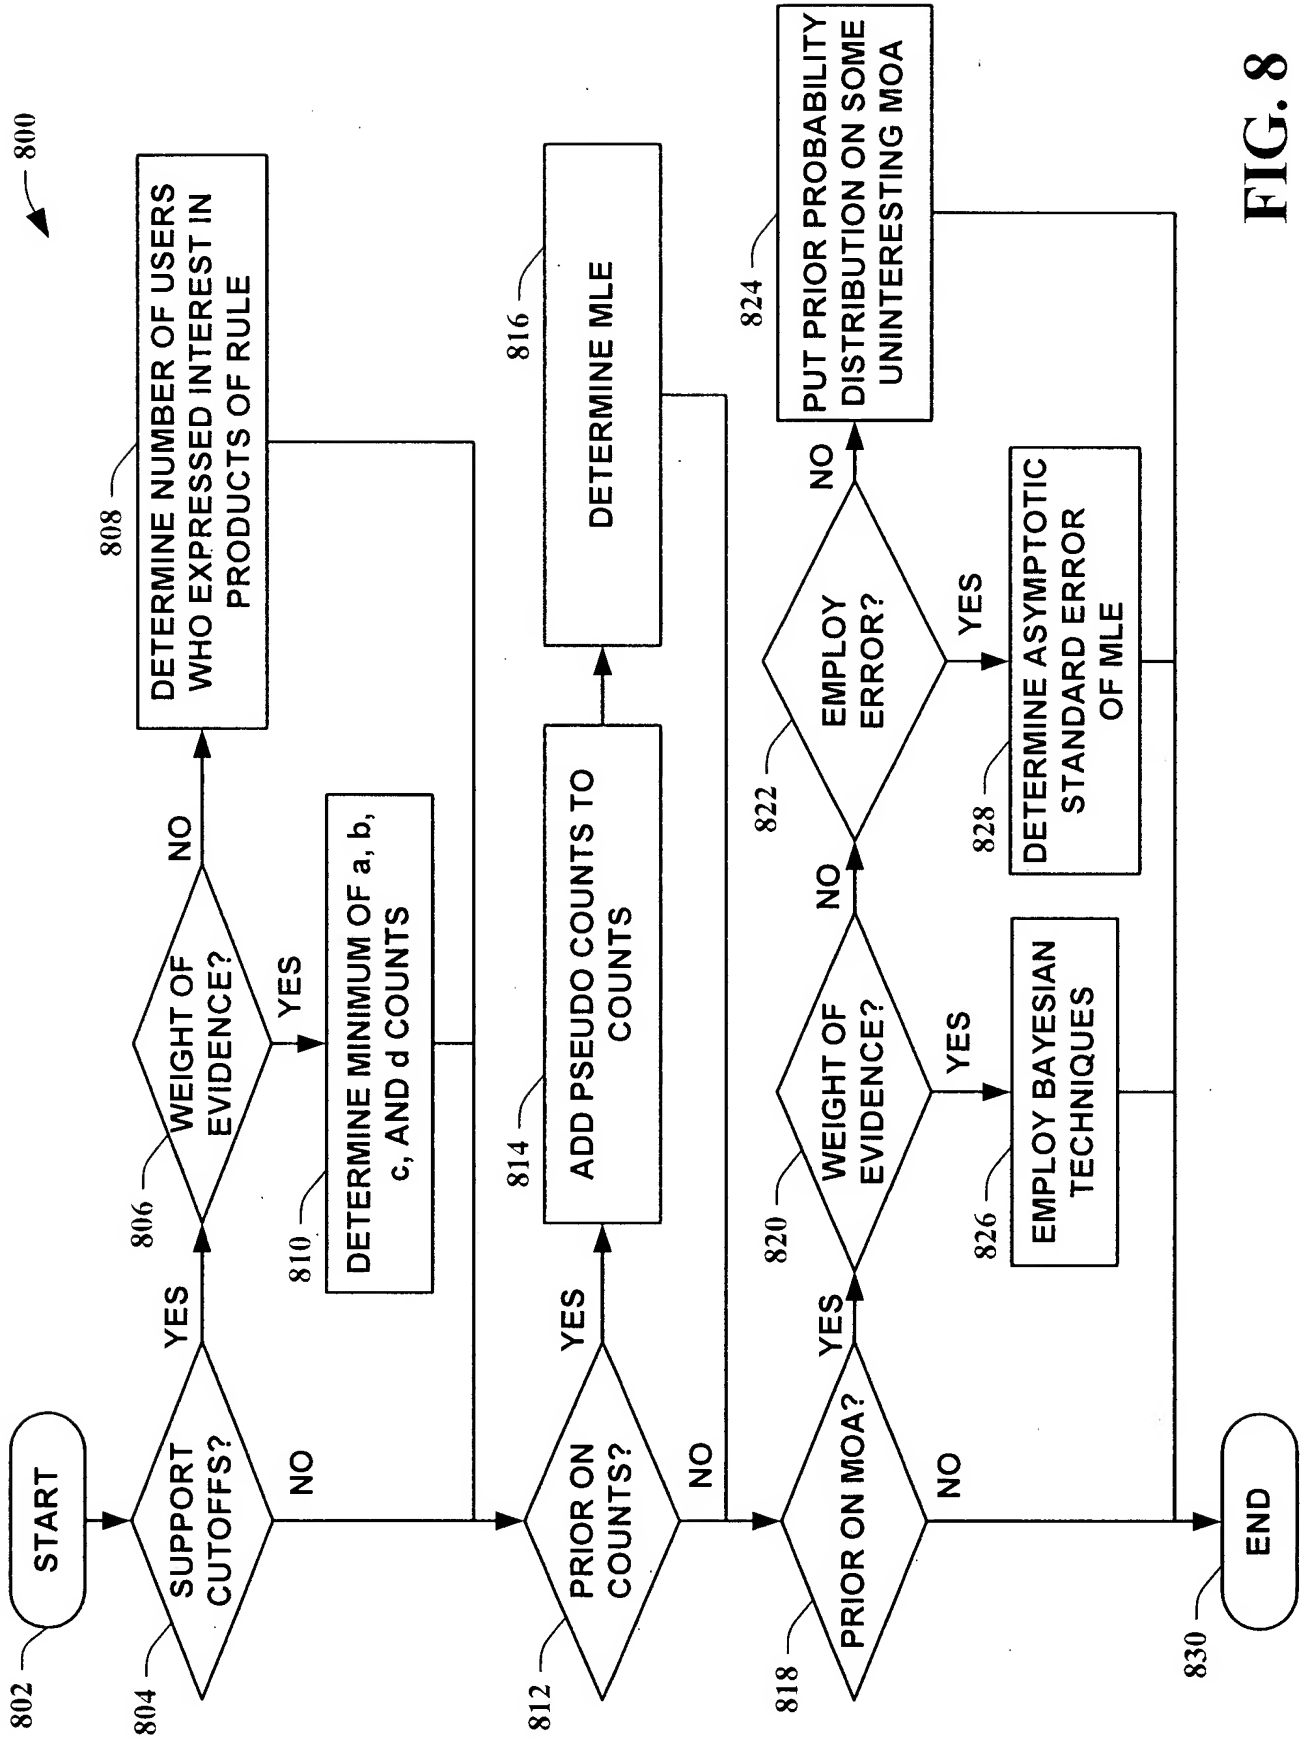 800
802
START
804
SUPPORT
CUTOFFS?
YES
NO
806
WEIGHT OF
EVIDENCE?
NO
YES
808
DETERMINE NUMBER OF USERS
WHO EXPRESSED INTEREST IN
PRODUCTS OF RULE
810
DETERMINE MINIMUM OF a, b,
c, AND d COUNTS
812
PRIOR ON
COUNTS?
YES
NO
814
ADD PSEUDO COUNTS TO
COUNTS
816
DETERMINE MLE
818
PRIOR ON MOA?
YES
NO
820
WEIGHT OF
EVIDENCE?
NO
YES
822
EMPLOY
ERROR?
NO
YES
824
PUT PRIOR PROBABILITY
DISTRIBUTION ON SOME
UNINTERESTING MOA
826
EMPLOY BAYESIAN
TECHNIQUES
828
DETERMINE ASYMPTOTIC
STANDARD ERROR
OF MLE
830
END
FIG. 8